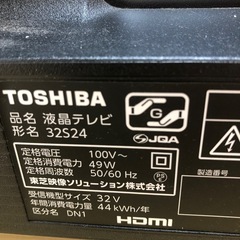 TOSHIBA
品名 液晶テレビ
形名 32S24
定格電圧 100V~
定格消費電力 49W
定格周波数 50/60 Hz
東芝映像ソリューション株式会社
受信機型サイズ 32 V
年間消費電力量 44 kWh/年
区分名 DN1
G
JQA
PS
E
製造番号
HDMI